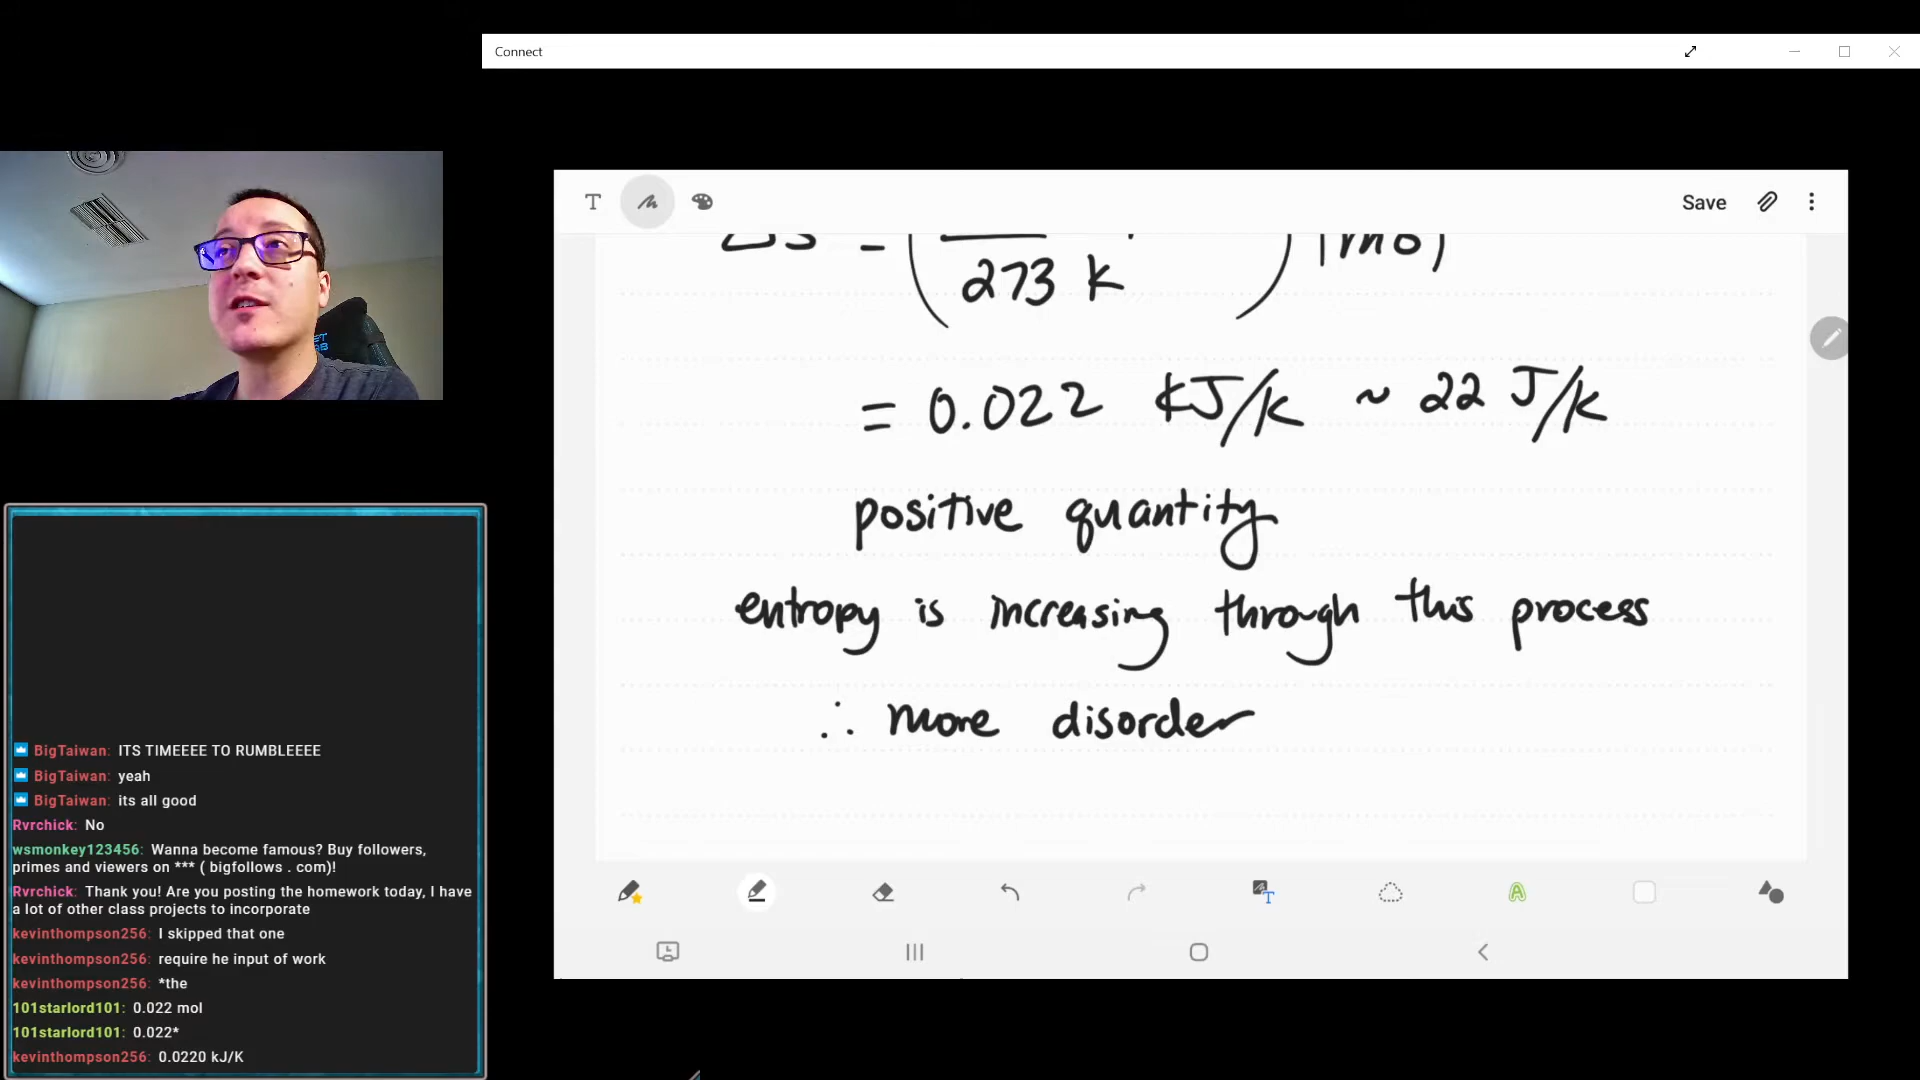 Connect
T
Save
ΔS = ( 273 K ) 1 mol
= 0.022 kJ/K ~ 22 J/K
positive quantity
entropy is increasing through this process
∴ more disorder
BigTaiwan: ITS TIMEEEE TO RUMBLEEEE
BigTaiwan: yeah
BigTaiwan: its all good
Rvrchick: No
wsmonkey123456: Wanna become famous? Buy followers,
primes and viewers on *** ( bigfollows . com)!
Rvrchick: Thank you! Are you posting the homework today, I have
a lot of other class projects to incorporate
kevinthompson256: I skipped that one
kevinthompson256: require he input of work
kevinthompson256: *the
101starlord101: 0.022 mol
101starlord101: 0.022*
kevinthompson256: 0.0220 kJ/K